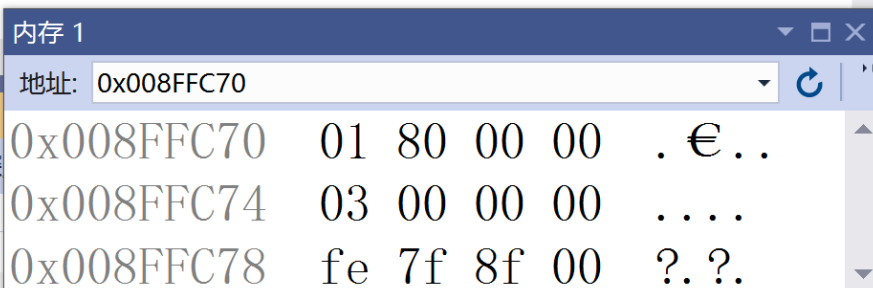 内存 1
地址: 0x008FFC70
0x008FFC70 01 80 00 00 .€..
0x008FFC74 03 00 00 00 ....
0x008FFC78 fe 7f 8f 00 ?.?.